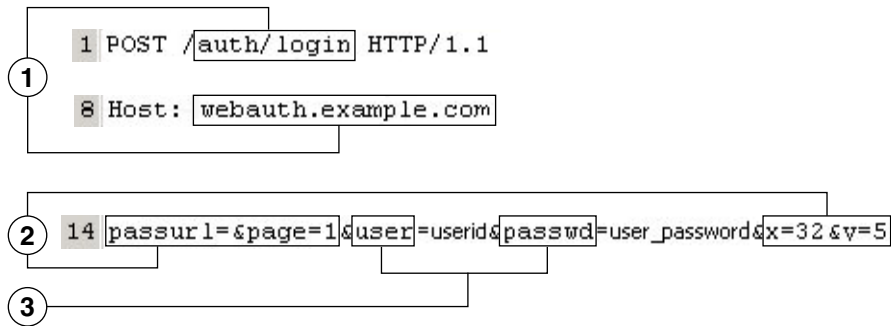 1 POST /auth/login HTTP/1.1
1
8 Host: webauth.example.com
2
14 passurl=&page=1&user=userid&passwd=user_password&x=32&y=5
3